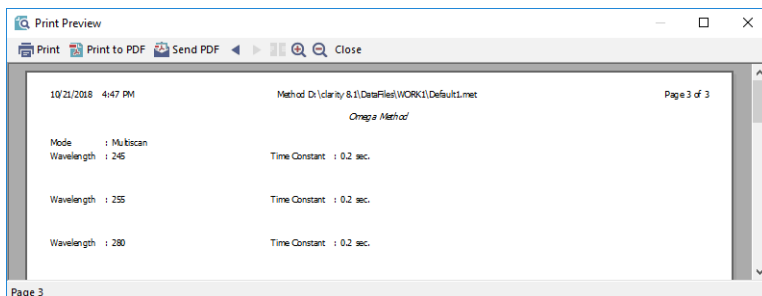 Print Preview
Print Print to PDF Send PDF Close
10/21/2018 4:47 PM Method D:\clarity 8.1\DataFiles\WORK1\Default1.met Page 3 of 3
Omega Method
Mode : Multiscan
Wavelength : 245 Time Constant : 0.2 sec.
Wavelength : 255 Time Constant : 0.2 sec.
Wavelength : 280 Time Constant : 0.2 sec.
Page 3